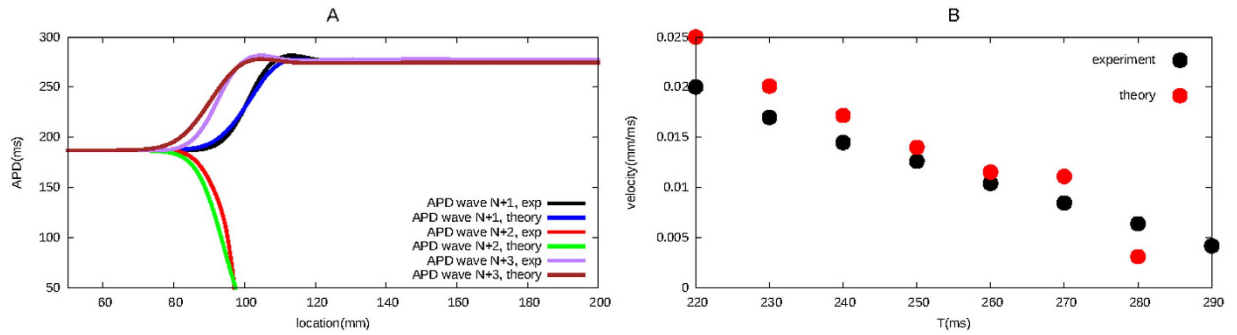 A
300
250
200
150
100
50
APD(ms)
APD wave N+1, exp
APD wave N+1, theory
APD wave N+2, exp
APD wave N+2, theory
APD wave N+3, exp
APD wave N+3, theory
60 80 100 120 140 160 180 200
location(mm)
B
0.025
0.02
0.015
0.01
0.005
0
velocity(mm/ms)
experiment
theory
220 230 240 250 260 270 280 290
T(ms)